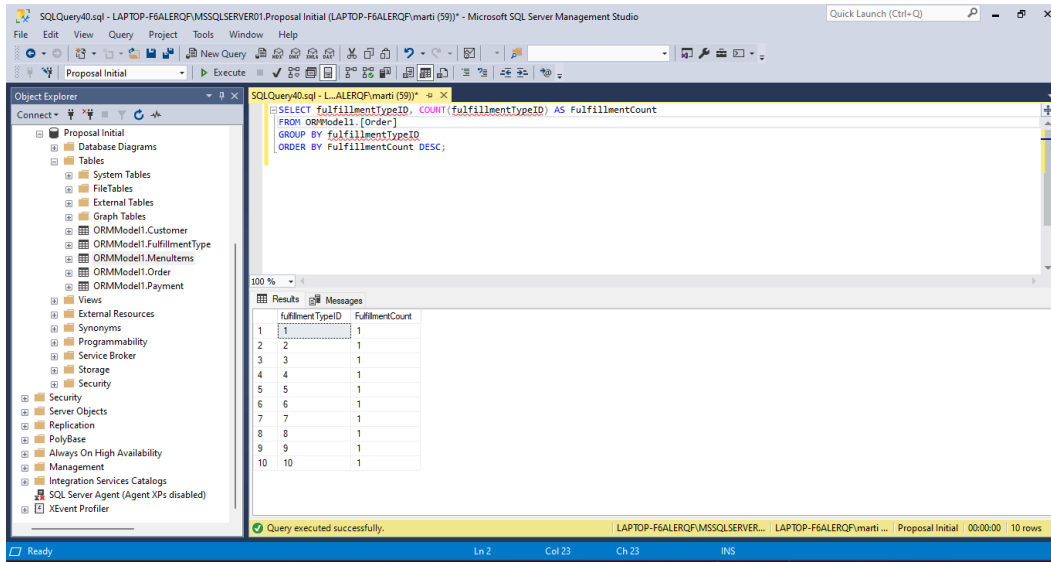 SQLQuery40.sql - LAPTOP-F6ALERQF\MSSQLSERVER01.Proposal Initial (LAPTOP-F6ALERQF\marti (59))* - Microsoft SQL Server Management Studio
Quick Launch (Ctrl+Q)
File Edit View Query Project Tools Window Help
New Query
Proposal Initial
Execute
Object Explorer
Connect
Proposal Initial
Database Diagrams
Tables
System Tables
FileTables
External Tables
Graph Tables
ORMModel1.Customer
ORMModel1.FulfillmentType
ORMModel1.MenuItems
ORMModel1.Order
ORMModel1.Payment
Views
External Resources
Synonyms
Programmability
Service Broker
Storage
Security
Security
Server Objects
Replication
PolyBase
Always On High Availability
Management
Integration Services Catalogs
SQL Server Agent (Agent XPs disabled)
XEvent Profiler
SQLQuery40.sql - L...ALERQF\marti (59))*
SELECT fulfillmentTypeID, COUNT(fulfillmentTypeID) AS FulfillmentCount
FROM ORMModel1.[Order]
GROUP BY fulfillmentTypeID
ORDER BY FulfillmentCount DESC;
100 %
Results Messages
fulfillmentTypeID FulfillmentCount
1 1 1
2 2 1
3 3 1
4 4 1
5 5 1
6 6 1
7 7 1
8 8 1
9 9 1
10 10 1
Query executed successfully.
LAPTOP-F6ALERQF\MSSQLSERVER... LAPTOP-F6ALERQF\marti ... Proposal Initial 00:00:00 10 rows
Ready Ln 2 Col 23 Ch 23 INS